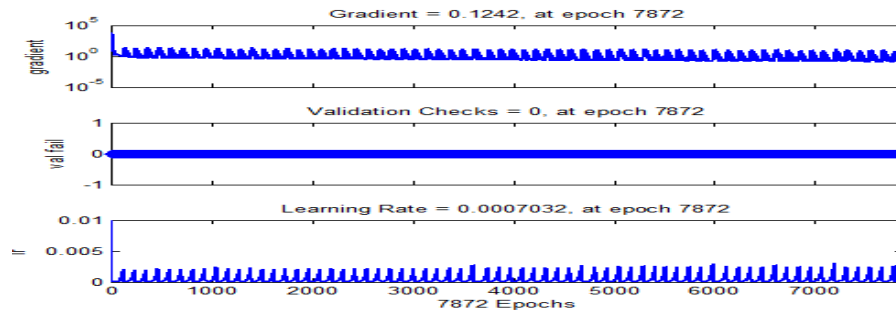 Gradient = 0.1242, at epoch 7872
10^5
10^0
10^-5
gradient
Validation Checks = 0, at epoch 7872
1
0
-1
val fail
Learning Rate = 0.0007032, at epoch 7872
0.01
0.005
0
lr
0 1000 2000 3000 4000 5000 6000 7000
7872 Epochs